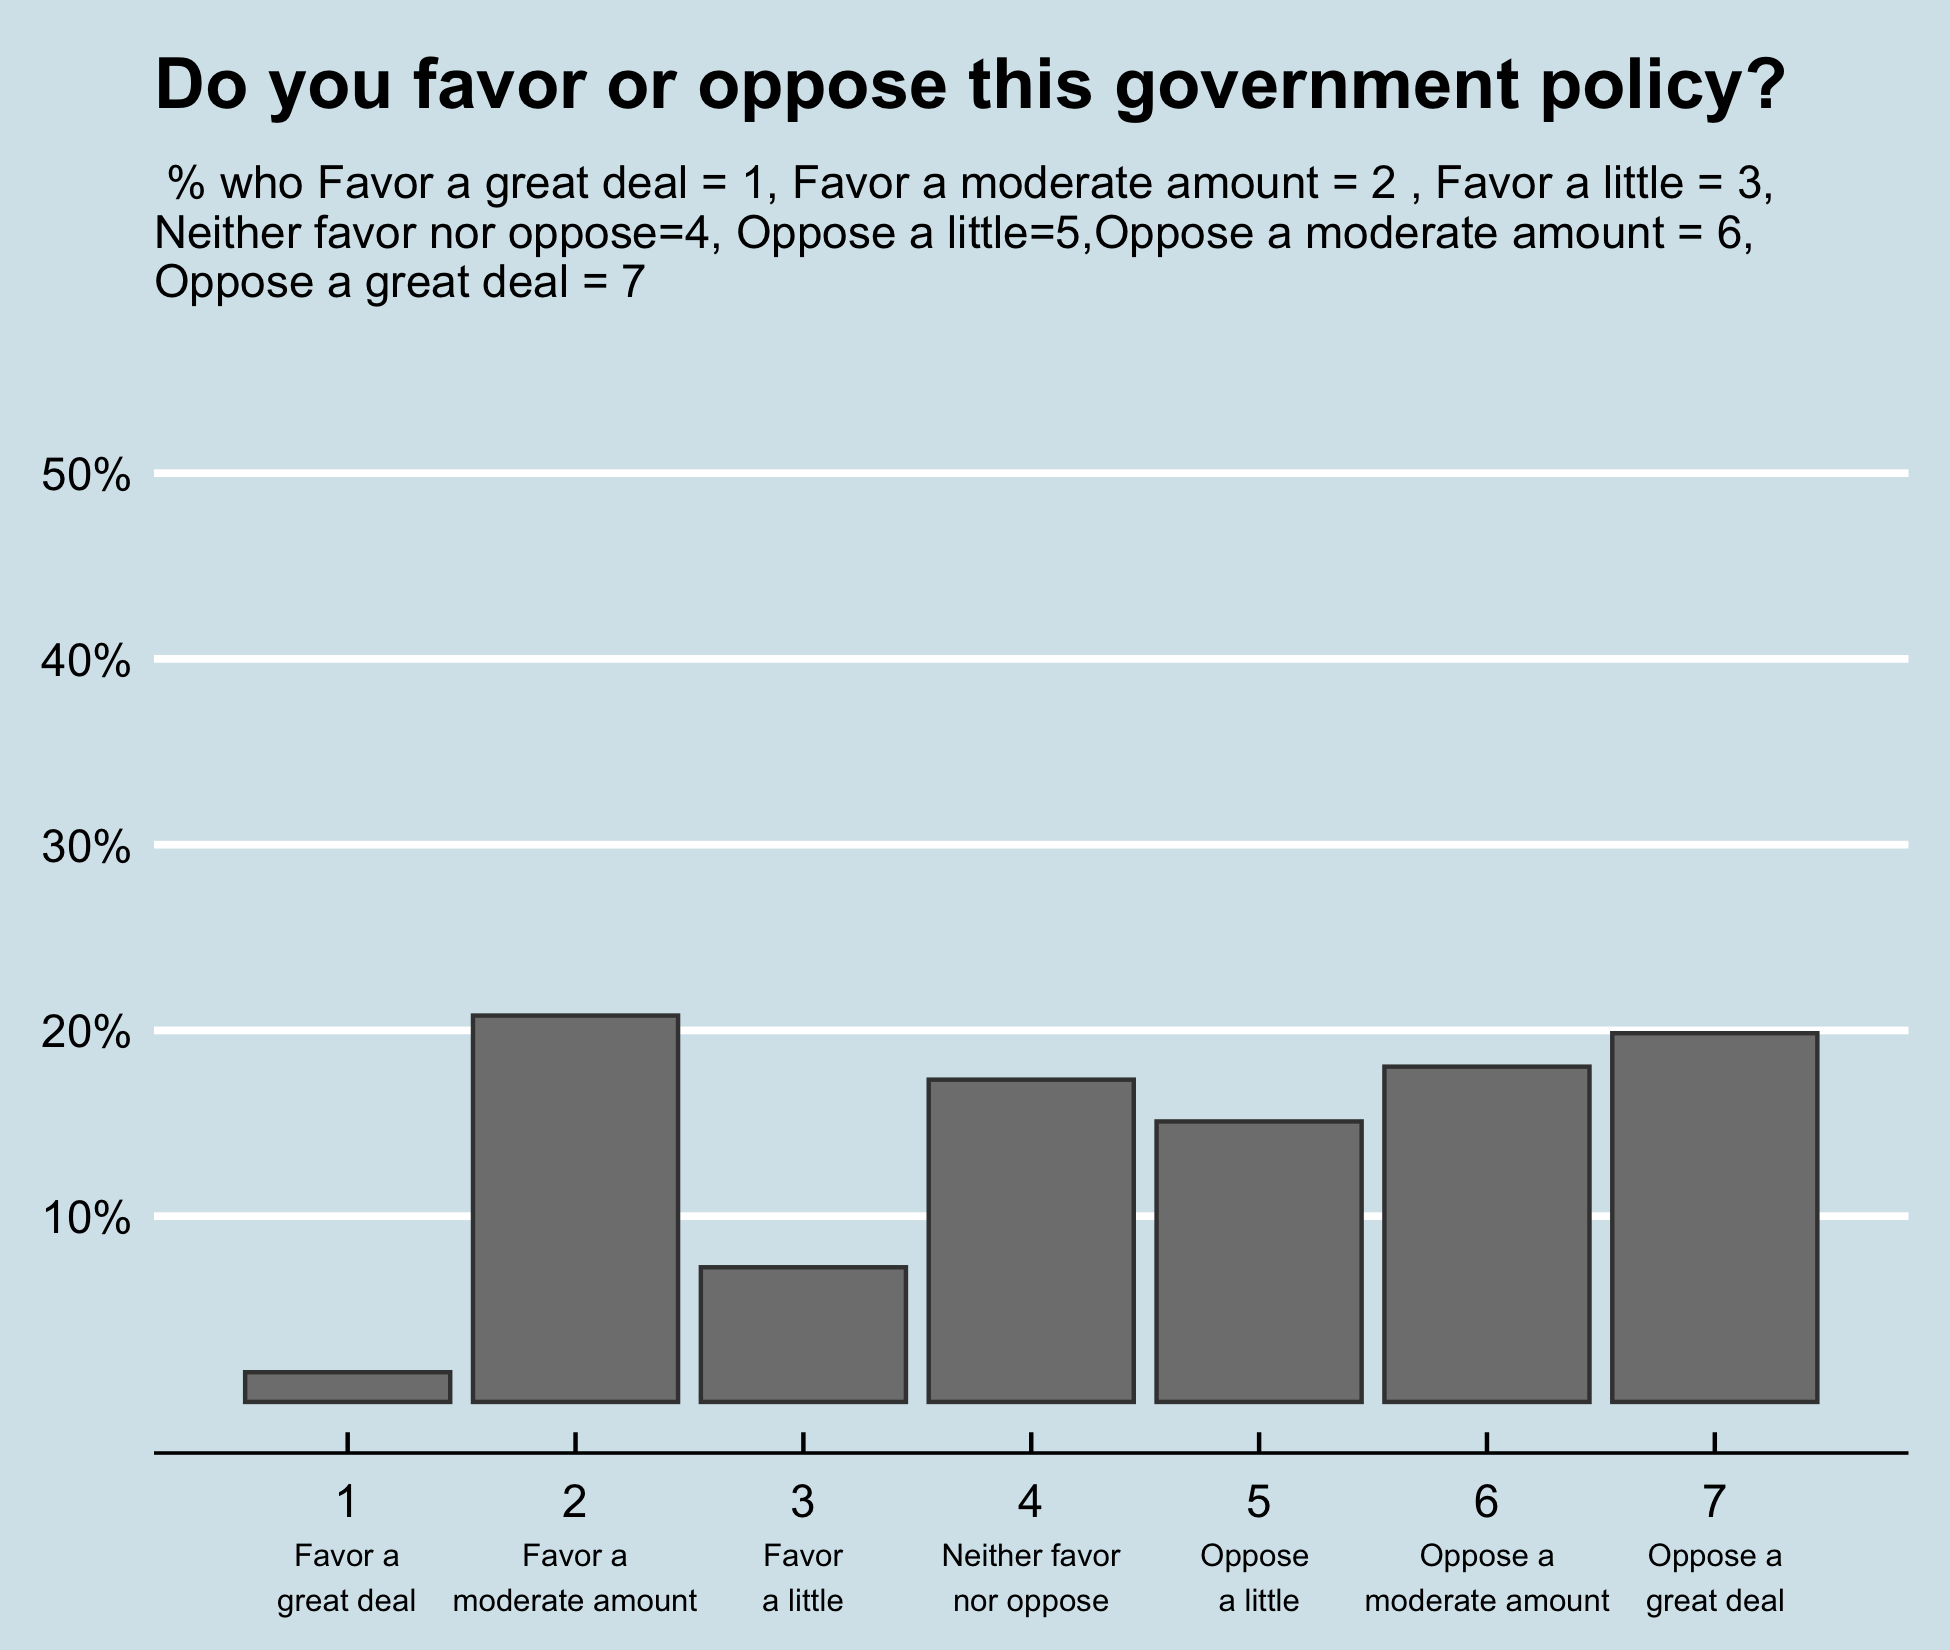 Do you favor or oppose this government policy?
% who Favor a great deal = 1, Favor a moderate amount = 2 , Favor a little = 3,
Neither favor nor oppose=4, Oppose a little=5,Oppose a moderate amount = 6,
Oppose a great deal = 7
50%
40%
30%
20%
10%
1 2 3 4 5 6 7
Favor a Favor a Favor Neither favor Oppose Oppose a Oppose a
great deal moderate amount a little nor oppose a little moderate amount great deal